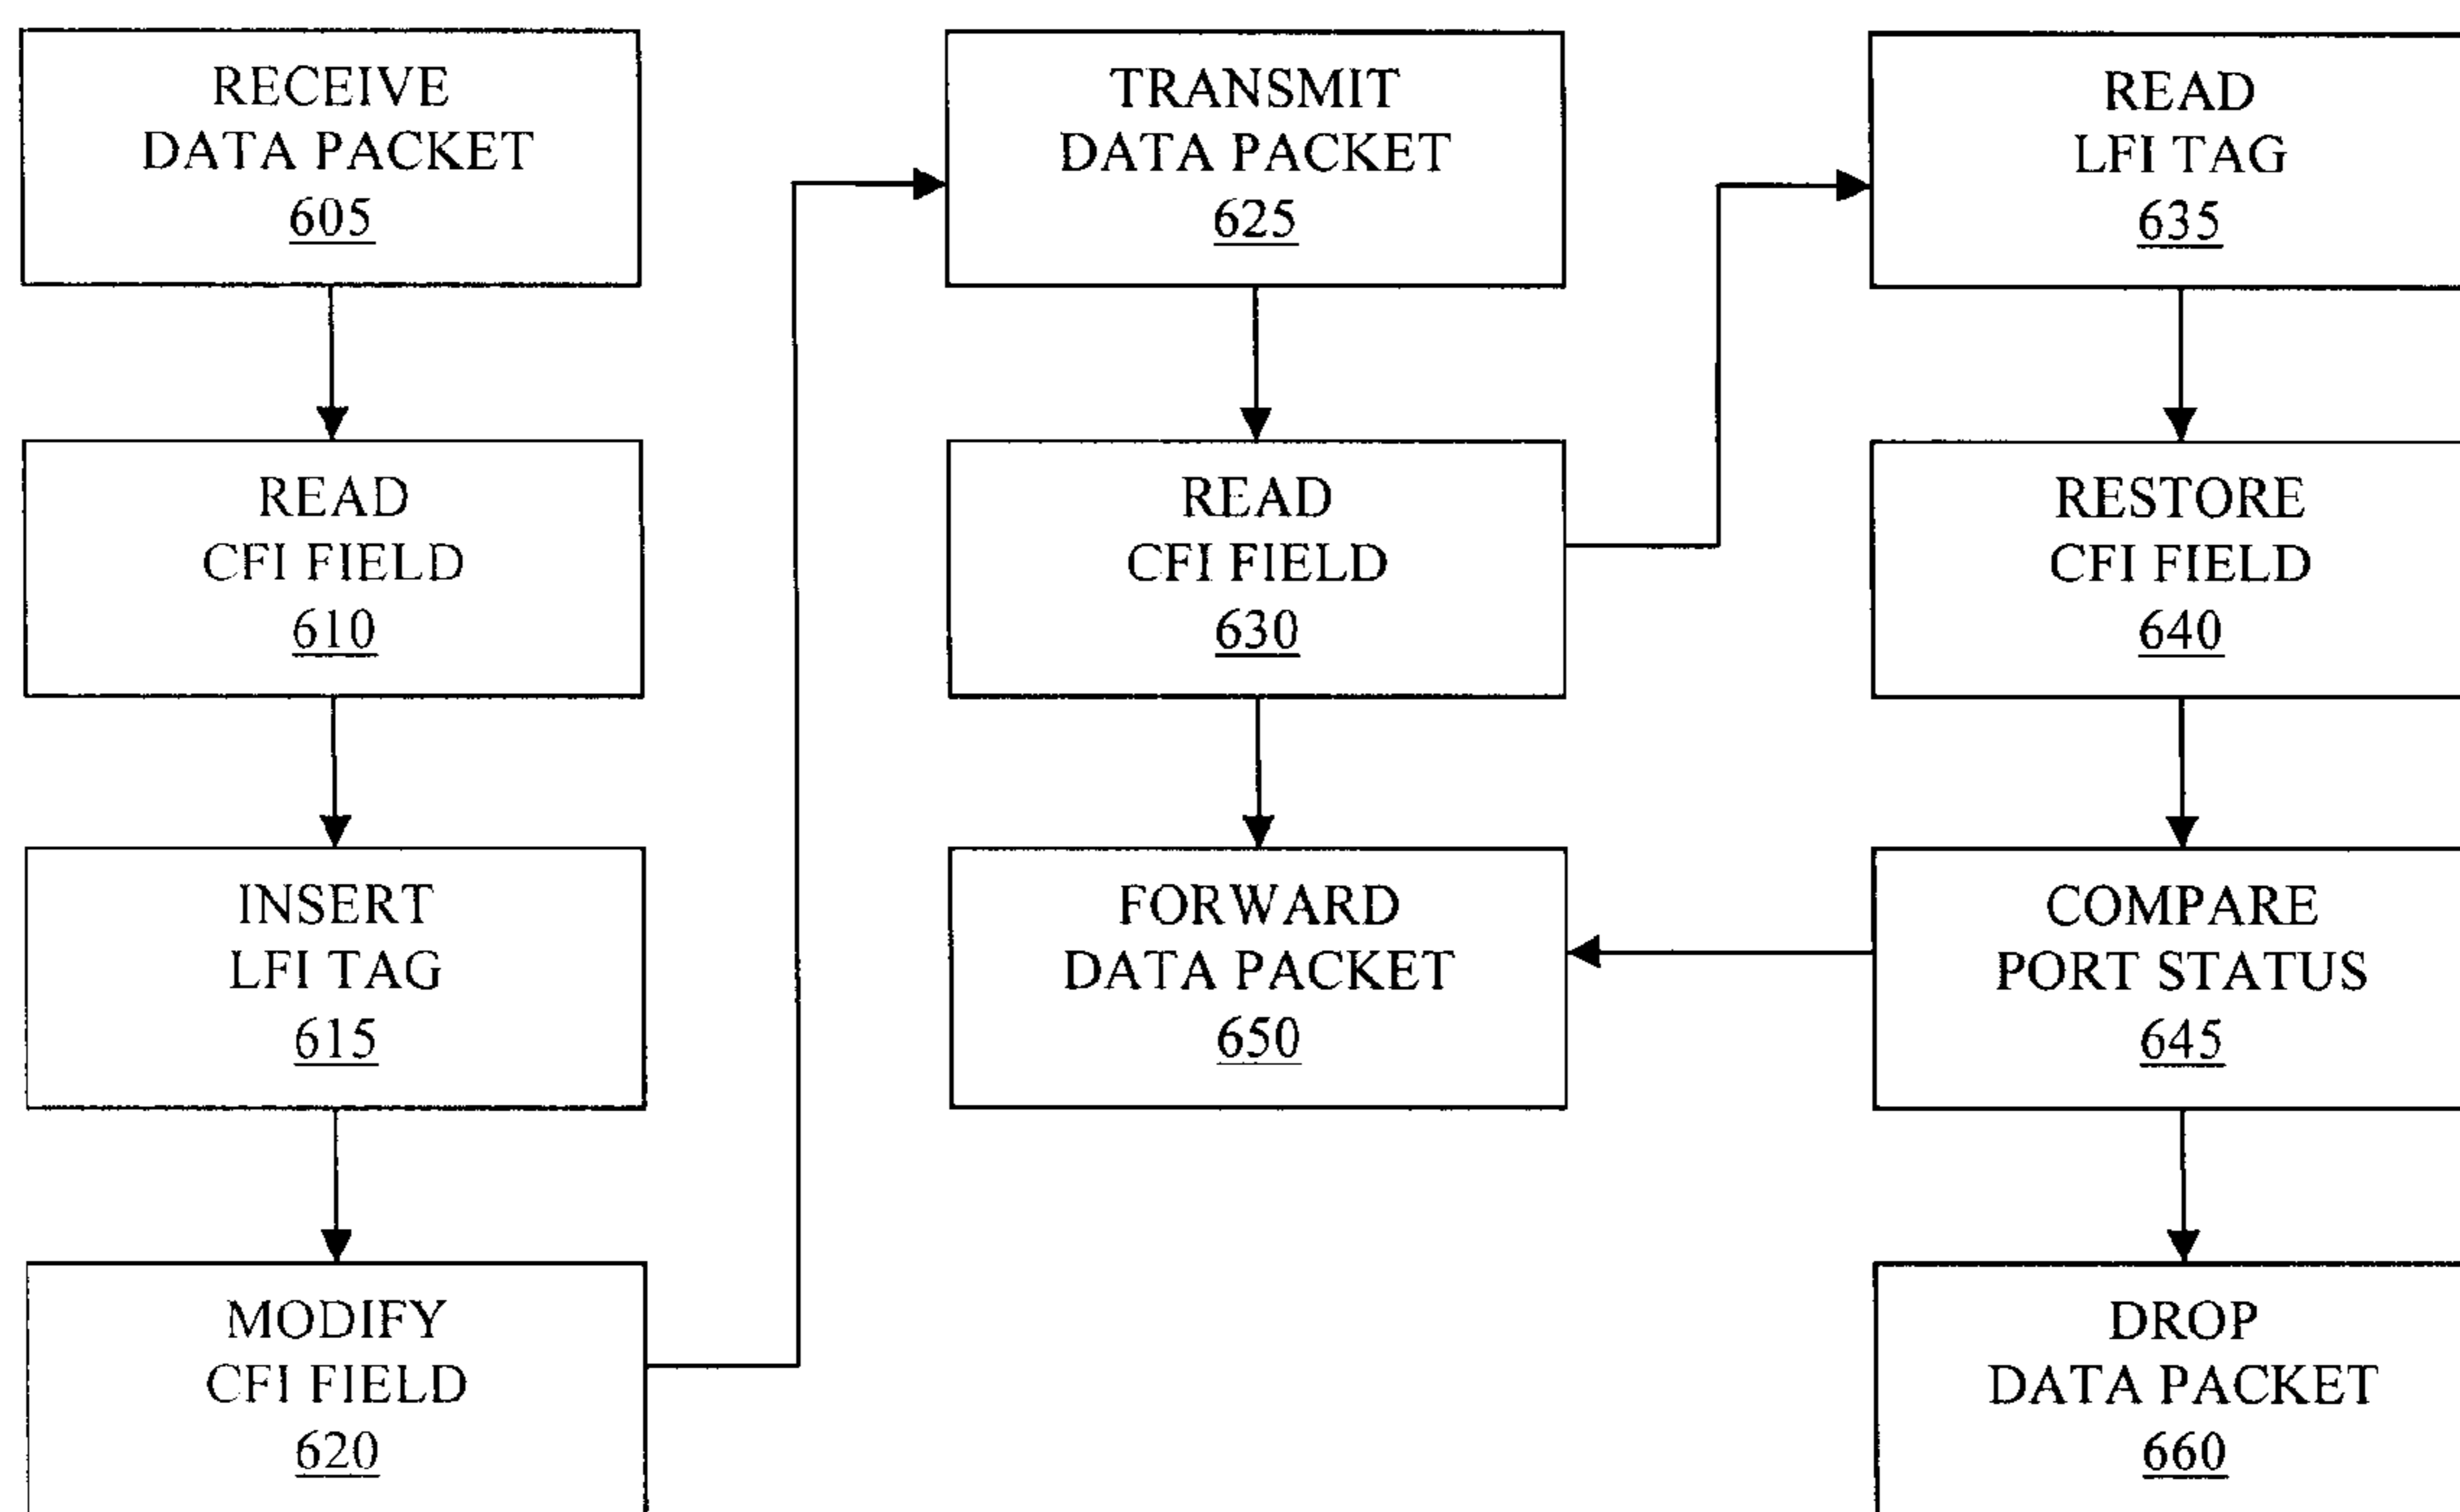 RECEIVE
DATA PACKET
605
READ
CFI FIELD
610
INSERT
LFI TAG
615
MODIFY
CFI FIELD
620
TRANSMIT
DATA PACKET
625
READ
CFI FIELD
630
FORWARD
DATA PACKET
650
READ
LFI TAG
635
RESTORE
CFI FIELD
640
COMPARE
PORT STATUS
645
DROP
DATA PACKET
660